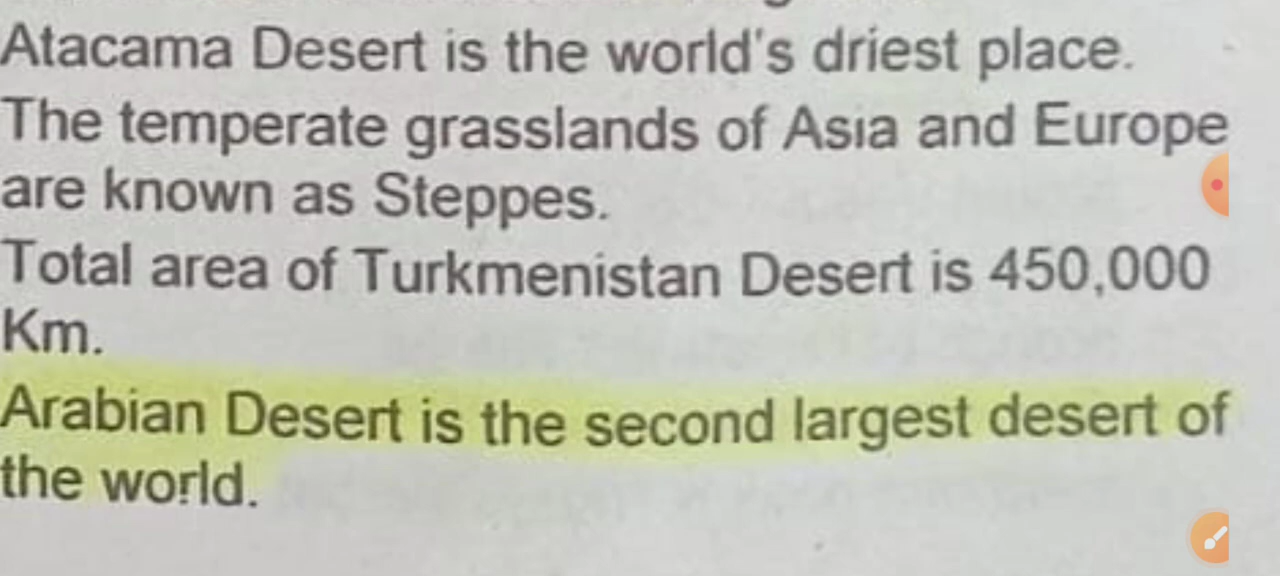 Atacama Desert is the world's driest place.
The temperate grasslands of Asia and Europe
are known as Steppes.
Total area of Turkmenistan Desert is 450,000
Km.
Arabian Desert is the second largest desert of
the world.